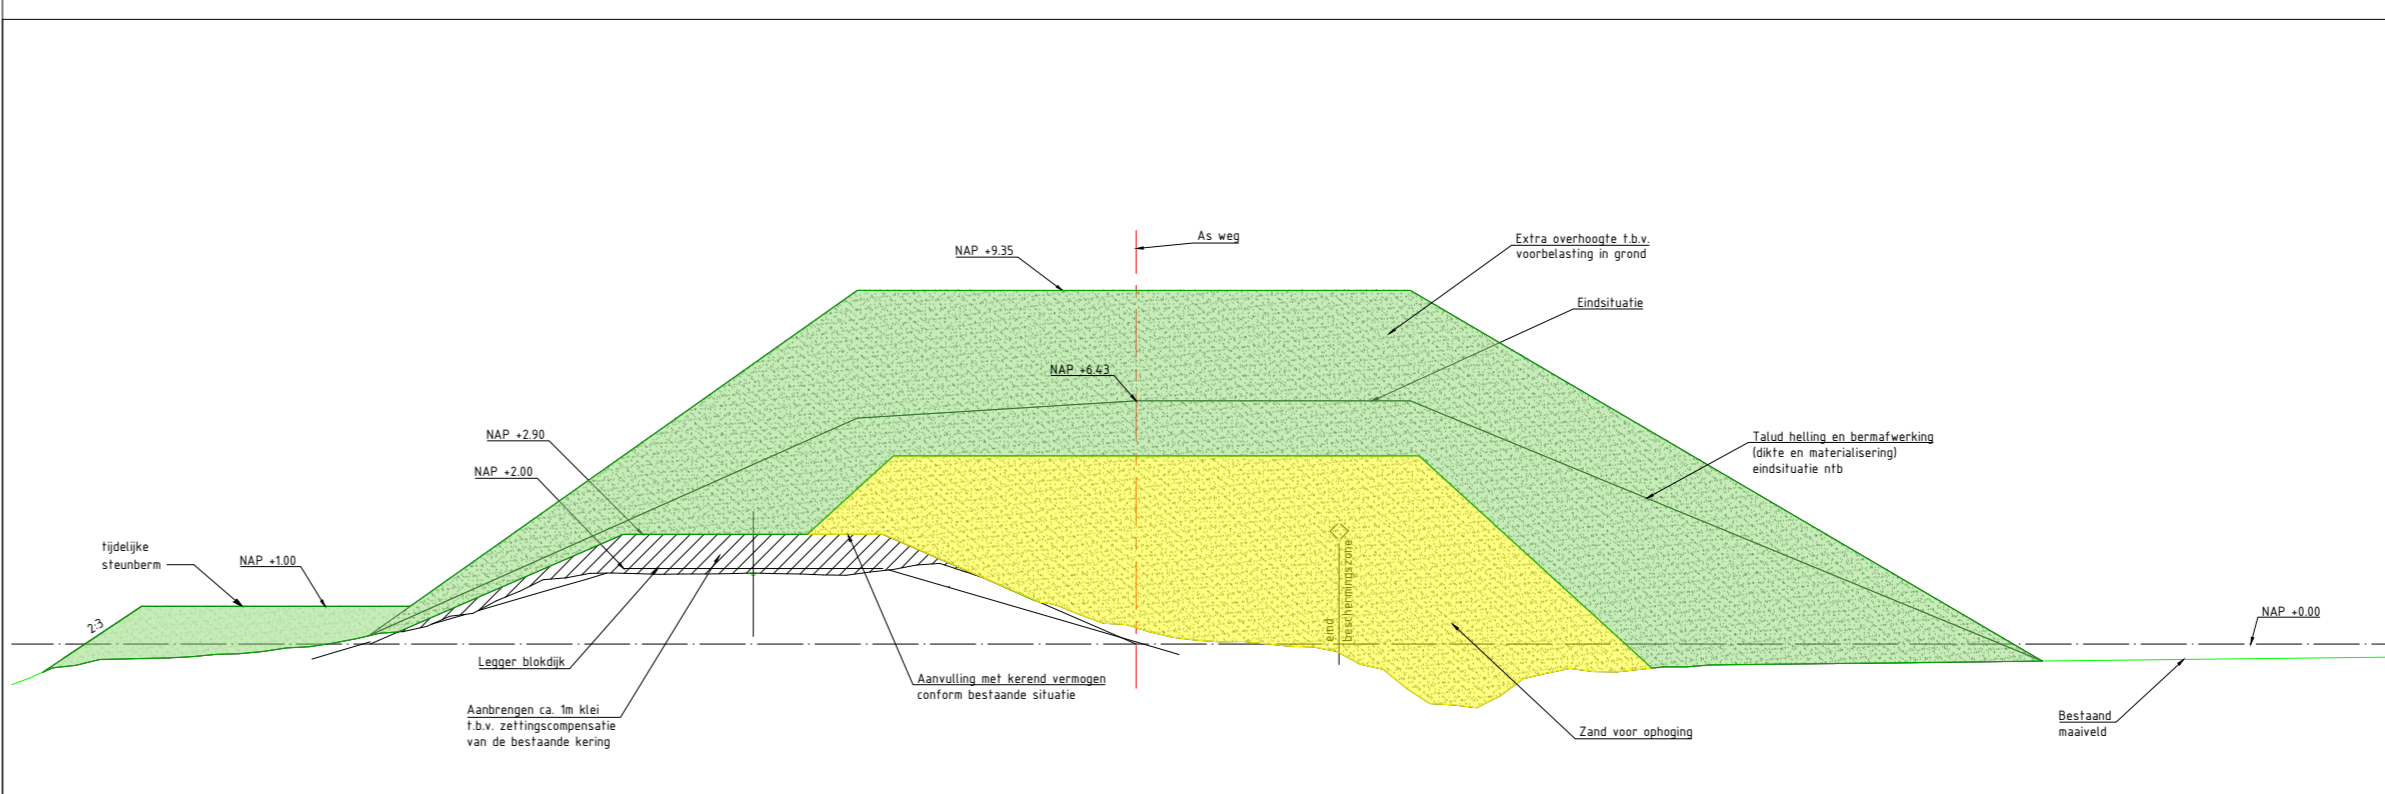 As weg
Extra overhoogte t.b.v.
voorbelasting in grond
NAP +9.35
Eindsituatie
NAP +6.43
NAP +2.90
Talud helling en bermafwerking
(dikte en materialisering)
eindsituatie ntb
NAP +2.00
tijdelijke
steunberm
NAP +1.00
2:3
eind
beschermingszone
NAP +0.00
Legger blokdijk
Aanvulling met kerend vermogen
conform bestaande situatie
Aanbrengen ca. 1m klei
t.b.v. zettingscompensatie
van de bestaande kering
Zand voor ophoging
Bestaand
maaiveld